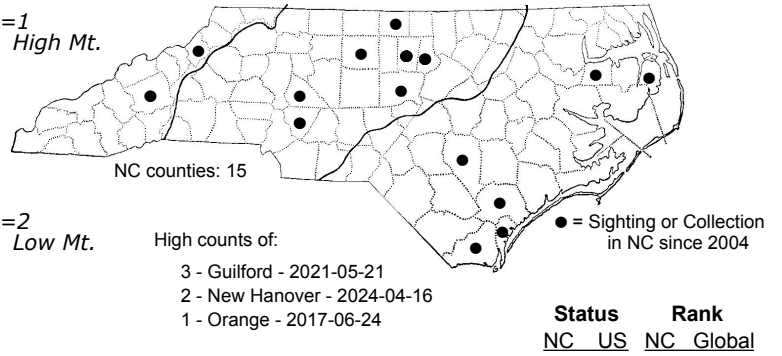 =1
High Mt.
NC counties: 15
=2
Low Mt.
● = Sighting or Collection
in NC since 2004
High counts of:
3 - Guilford - 2021-05-21
2 - New Hanover - 2024-04-16
1 - Orange - 2017-06-24
Status Rank
NC US NC Global